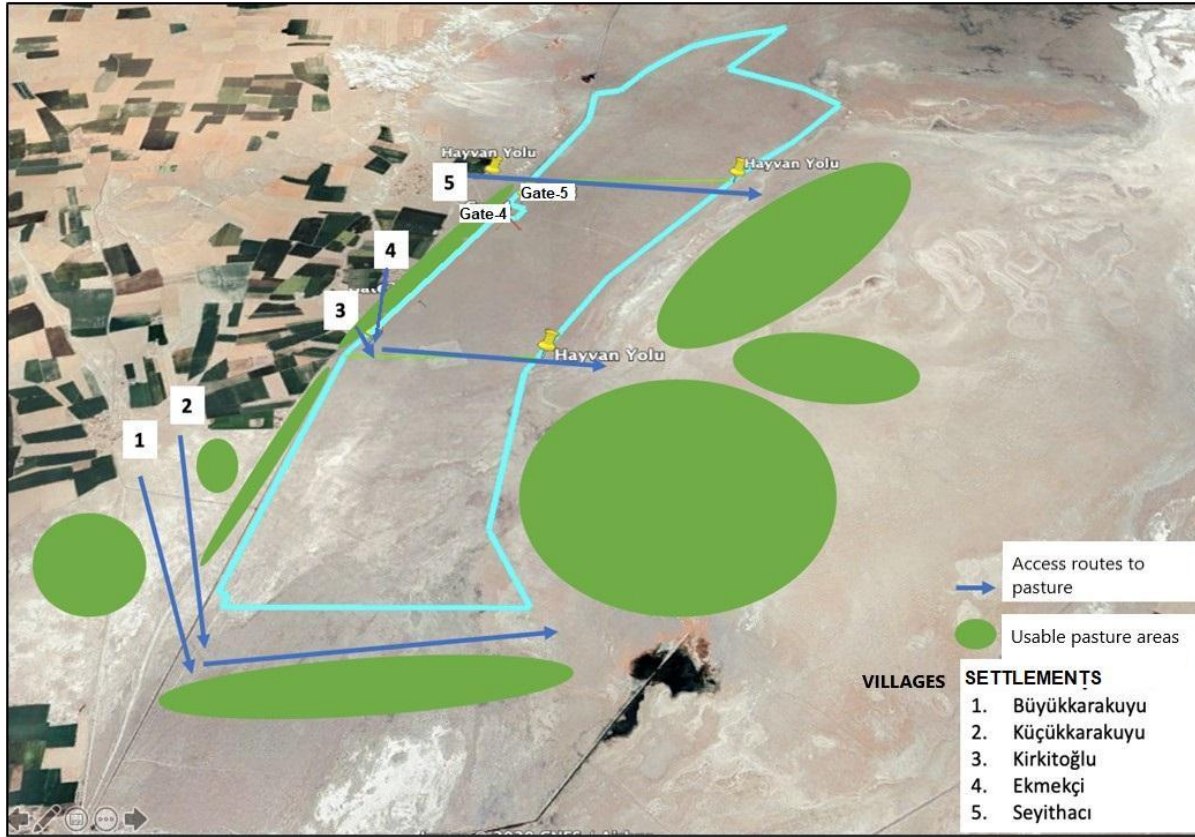 Hayvan Yolu
Hayvan Yolu
5
Gate-5
Gate-4
4
3
Hayvan Yolu
2
1
Access routes to
pasture
Usable pasture areas
VILLAGES SETTLEMENTS
1. Büyükkarakuyu
2. Küçükkarakuyu
3. Kirkitoğlu
4. Ekmekçi
5. Seyithacı